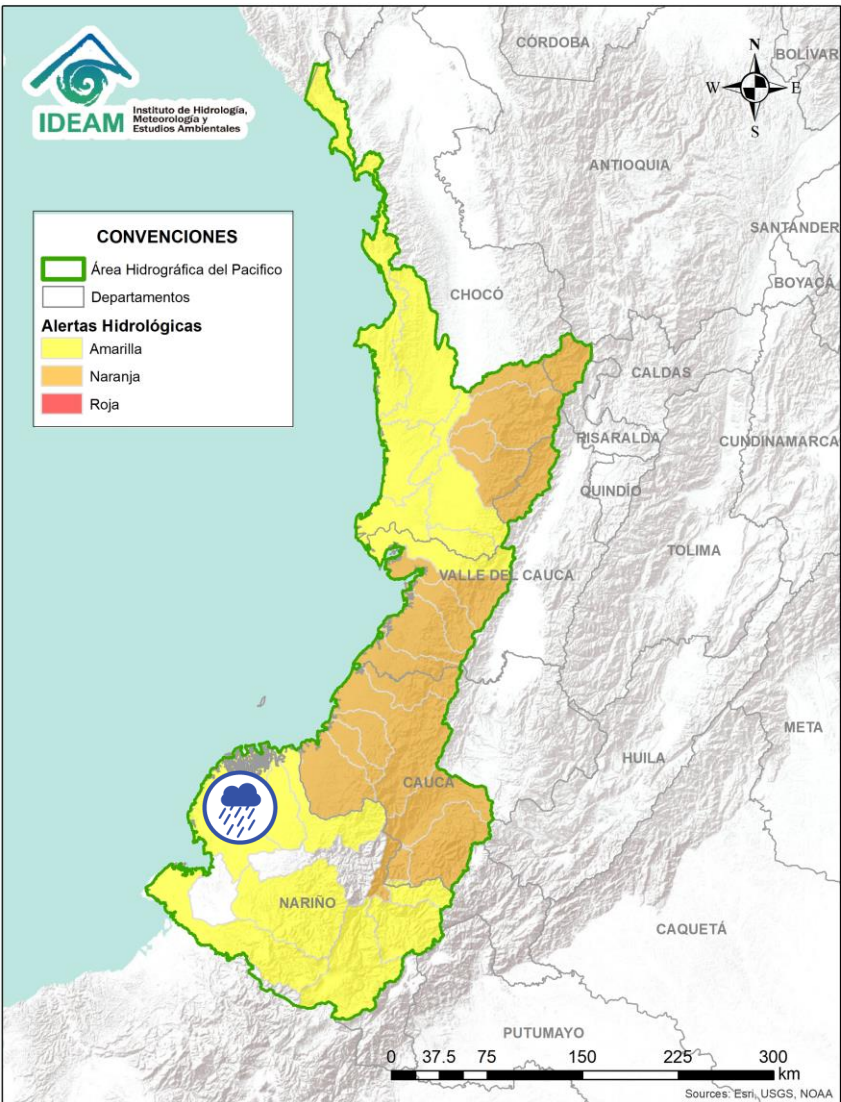 IDEAM
Instituto de Hidrología,
Meteorología y
Estudios Ambientales
CÓRDOBA
BOLÍVAR
N
W
E
S
ANTIOQUIA
SANTANDER
BOYACÁ
CONVENCIONES
Área Hidrográfica del Pacifico
Departamentos
Alertas Hidrológicas
Amarilla
Naranja
Roja
CHOCÓ
CALDAS
RISARALDA
CUNDINAMARCA
QUINDÍO
TOLIMA
VALLE DEL CAUCA
META
HUILA
CAUCA
NARIÑO
CAQUETÁ
PUTUMAYO
0 37.5 75 150 225 300
km
Sources: Esri, USGS, NOAA